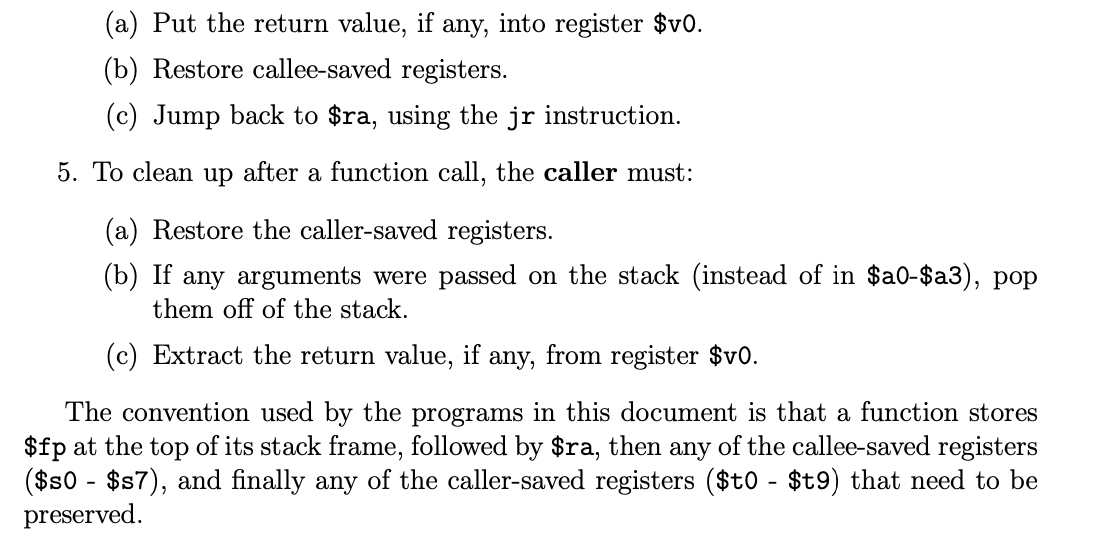 (a) Put the return value, if any, into register $v0.
(b) Restore callee-saved registers.
(c) Jump back to $ra, using the jr instruction.
5. To clean up after a function call, the caller must:
(a) Restore the caller-saved registers.
(b) If any arguments were passed on the stack (instead of in $a0-$a3), pop
them off of the stack.
(c) Extract the return value, if any, from register $v0.
The convention used by the programs in this document is that a function stores
$fp at the top of its stack frame, followed by $ra, then any of the callee-saved registers
($s0 - $s7), and finally any of the caller-saved registers ($t0 - $t9) that need to be
preserved.